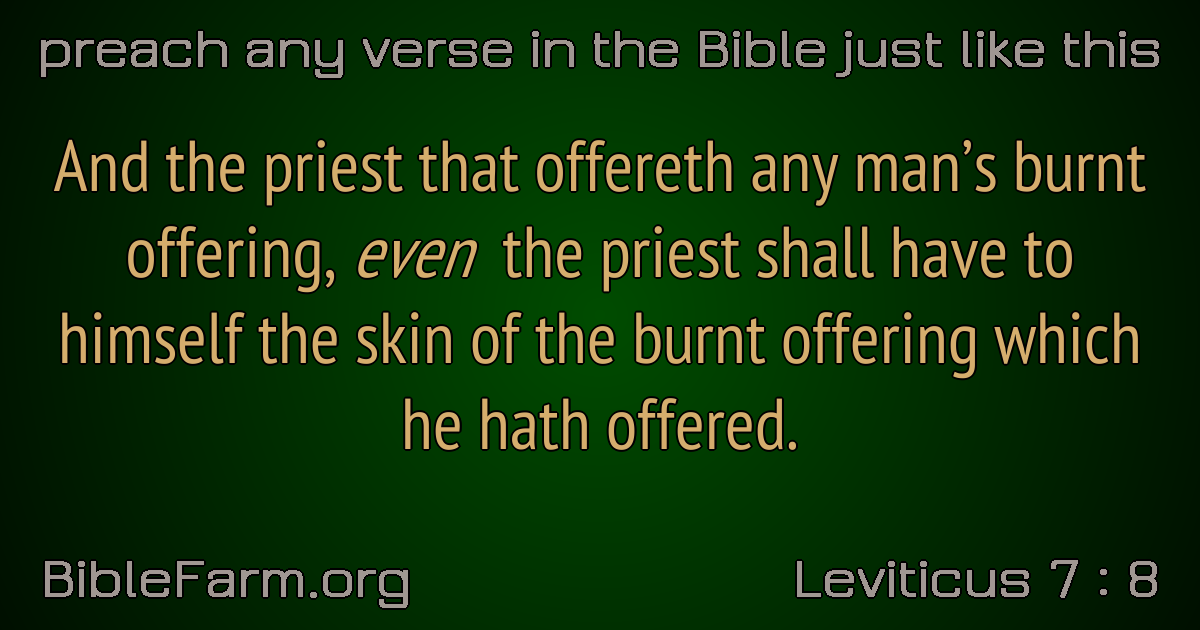 preach any verse in the Bible just like this
And the priest that offereth any man’s burnt
offering, even the priest shall have to
himself the skin of the burnt offering which
he hath offered.
BibleFarm.org
Leviticus 7 : 8